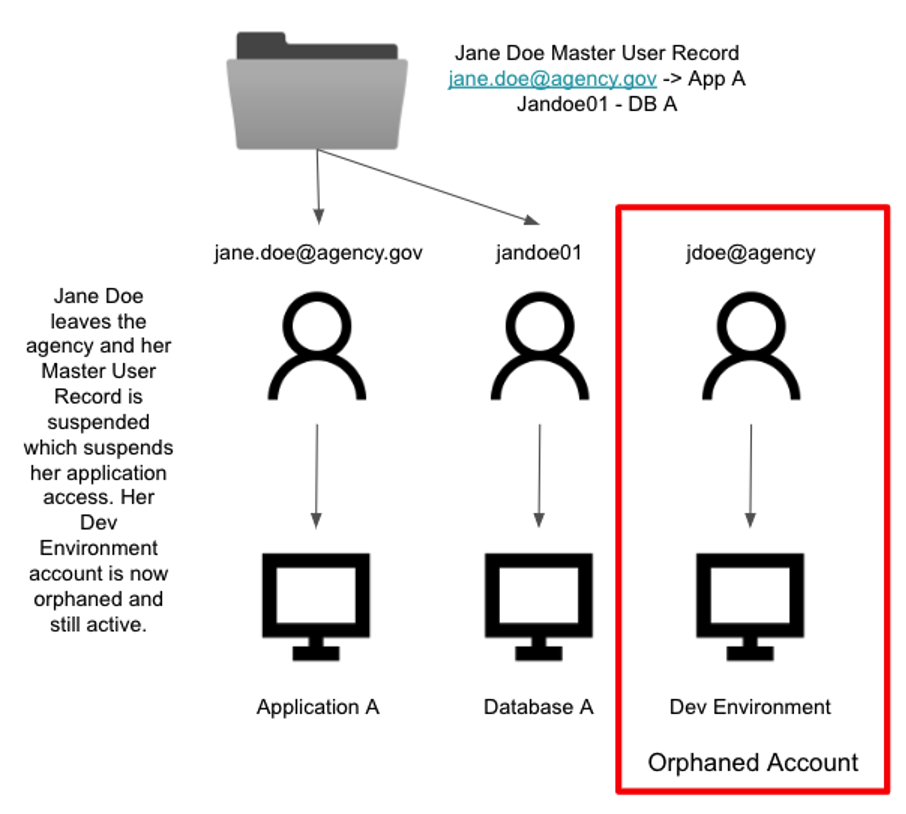 Jane Doe Master User Record
jane.doe@agency.gov -> App A
Jandoe01 - DB A
jane.doe@agency.gov
jandoe01
jdoe@agency
Jane Doe
leaves the
agency and her
Master User
Record is
suspended
which suspends
her application
access. Her
Dev
Environment
account is now
orphaned and
still active.
Application A
Database A
Dev Environment
Orphaned Account